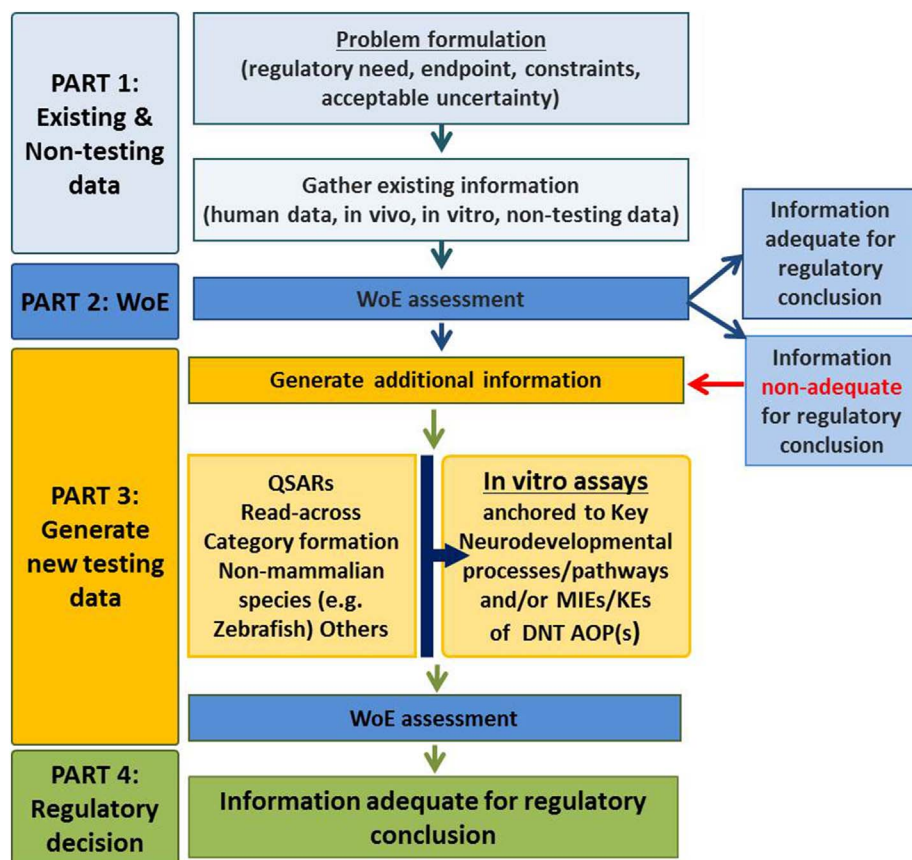 PART 1:
Existing &
Non-testing
data
Problem formulation
(regulatory need, endpoint, constraints,
acceptable uncertainty)
Gather existing information
(human data, in vivo, in vitro, non-testing data)
Information
adequate for
regulatory
conclusion
PART 2: WoE
WoE assessment
Information
non-adequate
for regulatory
conclusion
PART 3:
Generate
new testing
data
Generate additional information
QSARs
Read-across
Category formation
Non-mammalian
species (e.g.
Zebrafish) Others
In vitro assays
anchored to Key
Neurodevelopmental
processes/pathways
and/or MIEs/KEs
of DNT AOP(s)
WoE assessment
PART 4:
Regulatory
decision
Information adequate for regulatory
conclusion